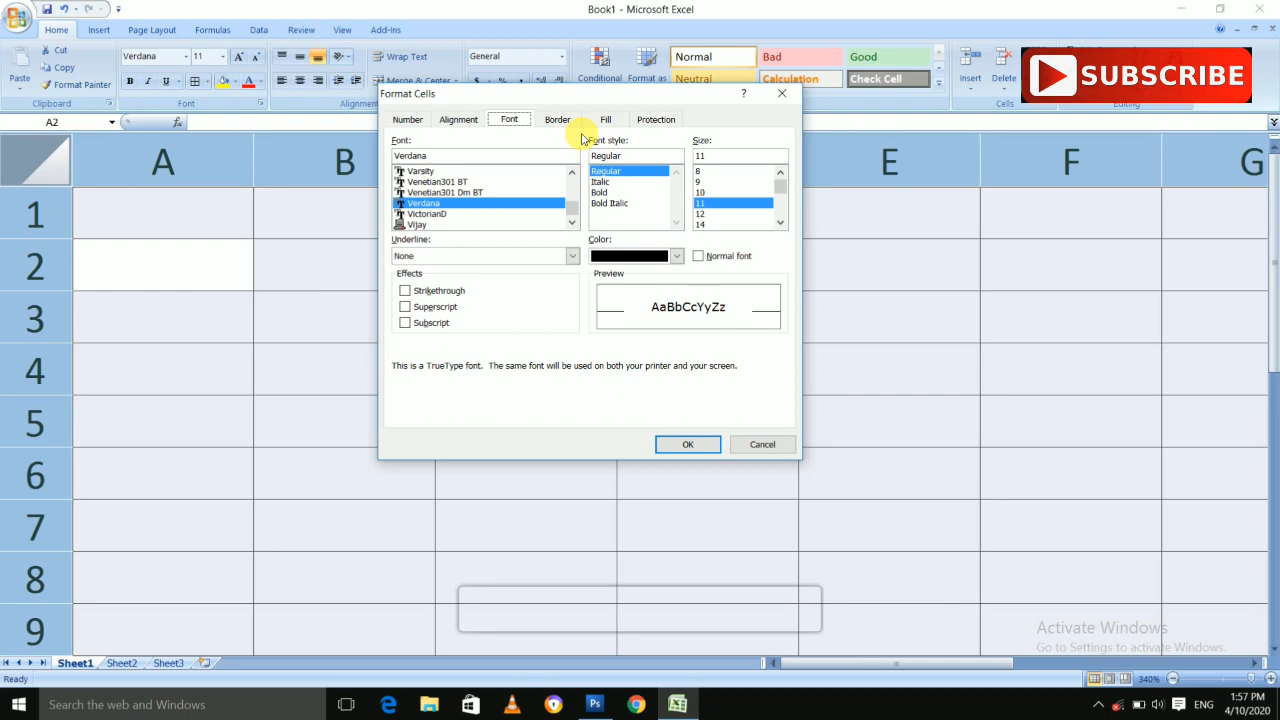 Book1 - Microsoft Excel
Home Insert Page Layout Formulas Data Review View Add-Ins
Paste
Cut
Copy
Format Painter
Clipboard
Verdana 11
B I U
Font
Wrap Text
Merge & Center
General
Conditional
Format as
Normal Bad Good
Neutral Calculation Check Cell
Insert Delete
Cells
SUBSCRIBE
A2
fx
Format Cells
Number Alignment Font Border Fill Protection
Font: Font style: Size:
Verdana Regular 11
Varsity Regular 8
Venetian301 BT Italic 9
Venetian301 Dm BT Bold 10
Verdana Bold Italic 11
VictorianD 12
Vijay 14
Underline: Color:
None Normal font
Effects Preview
Strikethrough
Superscript AaBbCcYyZz
Subscript
This is a TrueType font. The same font will be used on both your printer and your screen.
OK Cancel
A B E F G
1
2
3
4
5
6
7
8
9
Activate Windows
Go to Settings to activate Windows.
Sheet1 Sheet2 Sheet3
Ready 340%
Search the web and Windows
Ps
ENG
1:57 PM
4/10/2020